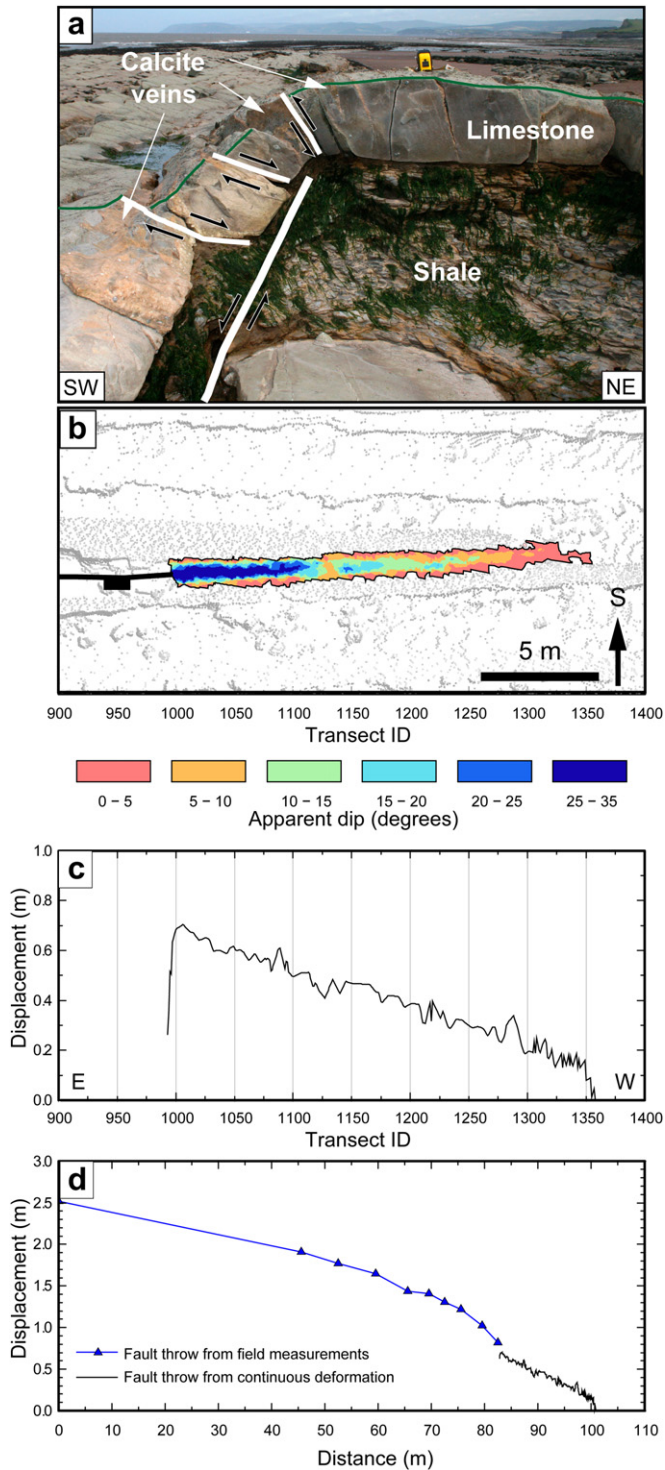 a
Calcite
veins
Limestone
Shale
SW
NE
b
S
5 m
900 950 1000 1050 1100 1150 1200 1250 1300 1350 1400
Transect ID
0 – 5 5 – 10 10 – 15 15 – 20 20 – 25 25 – 35
Apparent dip (degrees)
c
Displacement (m)
1.0
0.8
0.6
0.4
0.2
0.0
E
W
900 950 1000 1050 1100 1150 1200 1250 1300 1350 1400
Transect ID
d
Displacement (m)
3.0
2.5
2.0
1.5
1.0
0.5
0.0
Fault throw from field measurements
Fault throw from continuous deformation
0 10 20 30 40 50 60 70 80 90 100 110
Distance (m)